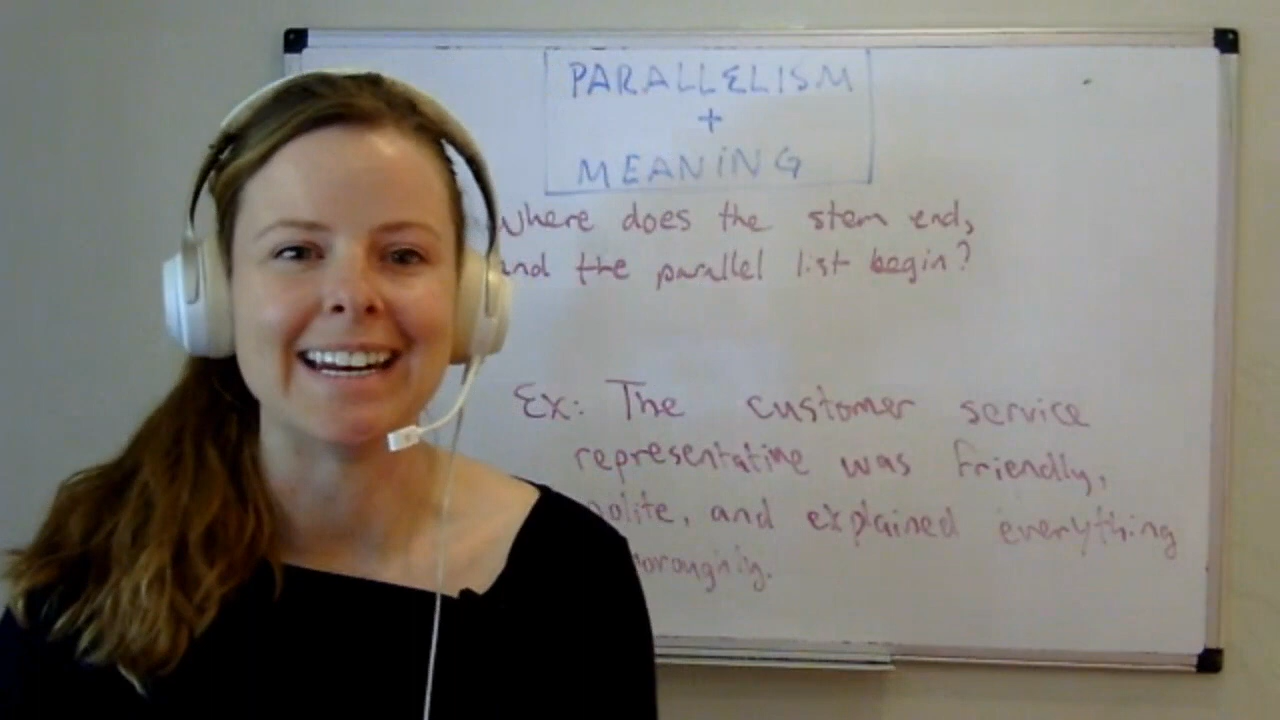 PARALLELISM
+
MEANING
where does the stem end,
and the parallel list begin?
Ex: The customer service
representative was friendly,
polite, and explained everything
thoroughly.